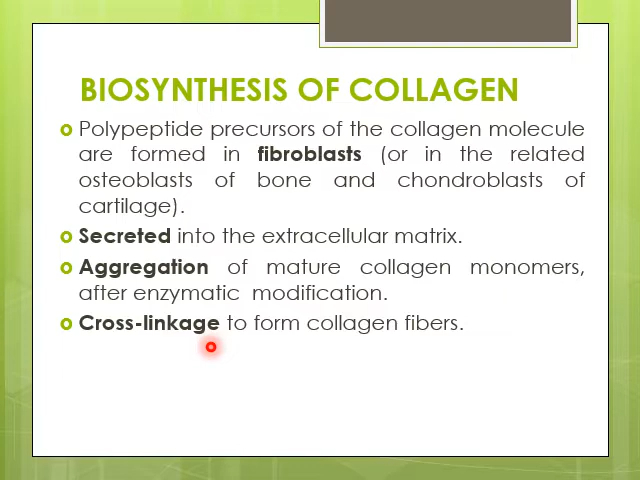 BIOSYNTHESIS OF COLLAGEN
Polypeptide precursors of the collagen molecule
are formed in fibroblasts (or in the related
osteoblasts of bone and chondroblasts of
cartilage).
Secreted into the extracellular matrix.
Aggregation of mature collagen monomers,
after enzymatic modification.
Cross-linkage to form collagen fibers.